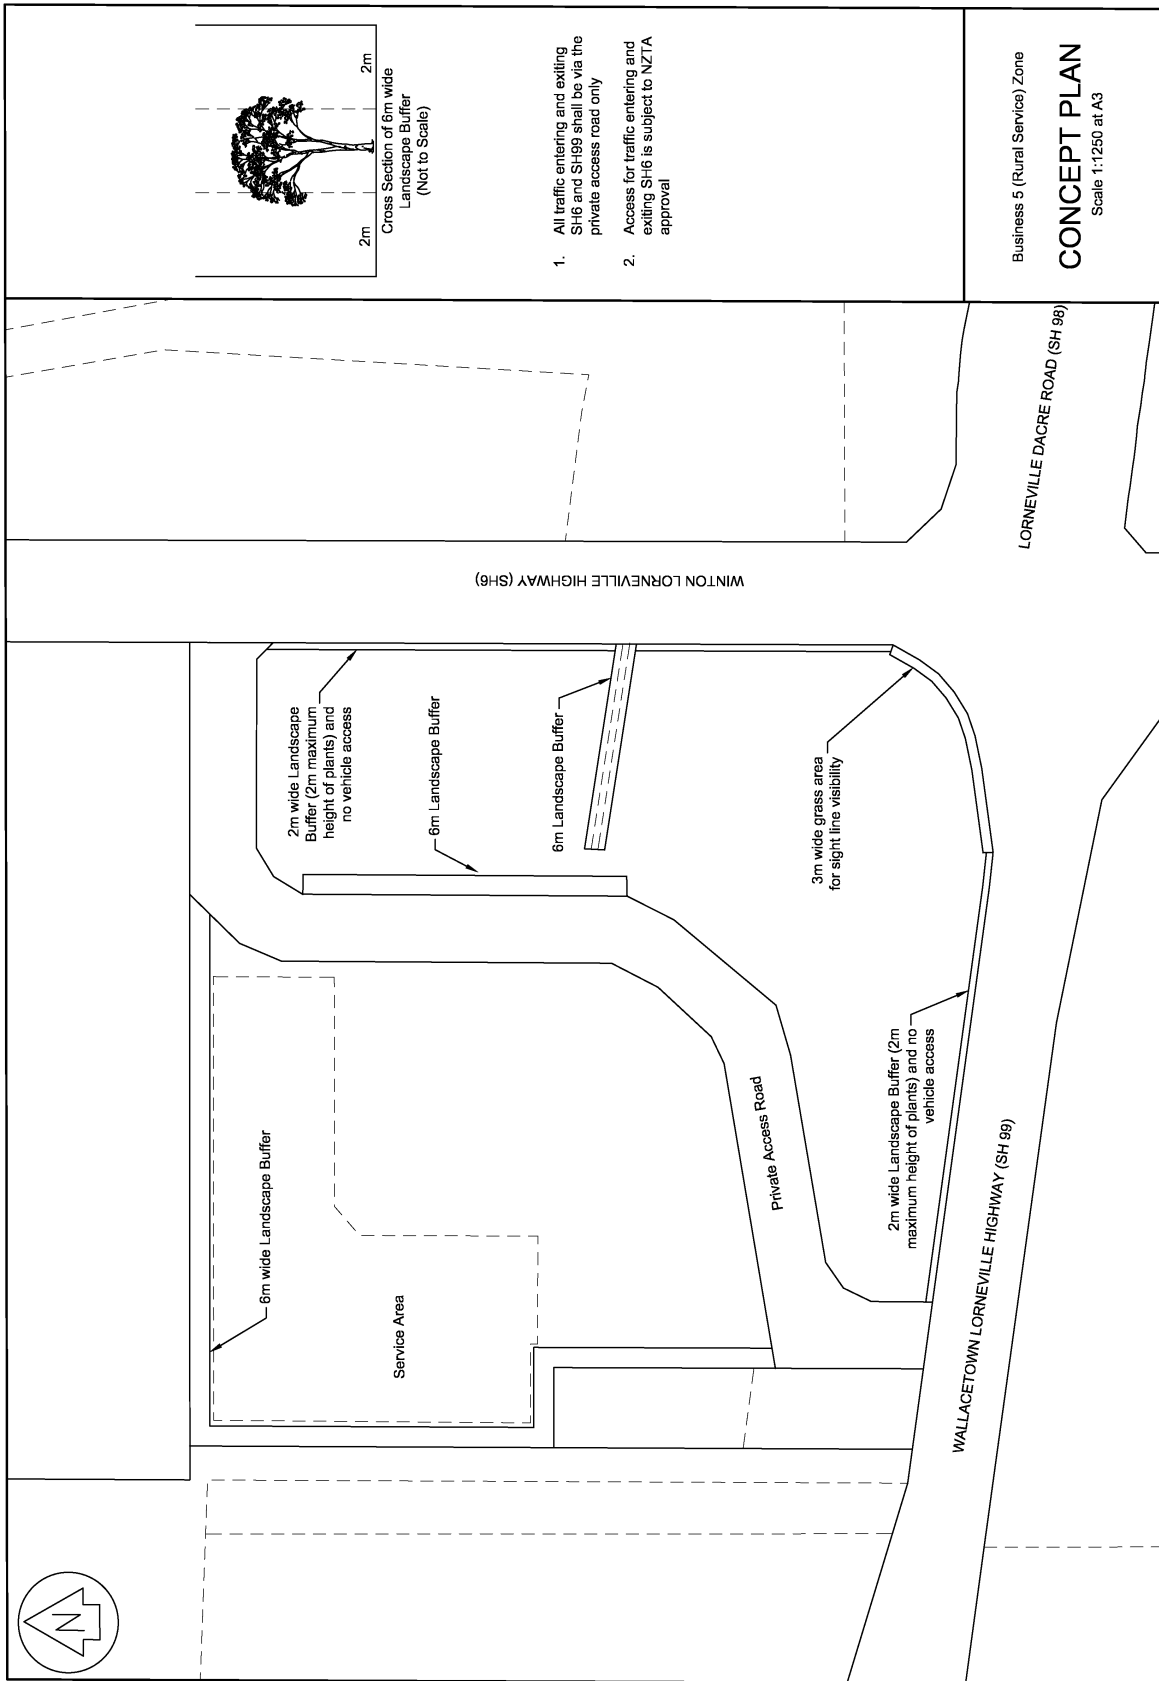 N
6m wide Landscape Buffer
Service Area
2m wide Landscape
Buffer (2m maximum
height of plants) and
no vehicle access
6m Landscape Buffer
6m Landscape Buffer
3m wide grass area
for sight line visibility
Private Access Road
2m wide Landscape Buffer (2m
maximum height of plants) and no
vehicle access
WINTON LORNEVILLE HIGHWAY (SH6)
WALLACETOWN LORNEVILLE HIGHWAY (SH 99)
LORNEVILLE DACRE ROAD (SH 98)
2m
2m
Cross Section of 6m wide
Landscape Buffer
(Not to Scale)
1. All traffic entering and exiting
SH6 and SH99 shall be via the
private access road only
2. Access for traffic entering and
exiting SH6 is subject to NZTA
approval
Business 5 (Rural Service) Zone
CONCEPT PLAN
Scale 1:1250 at A3